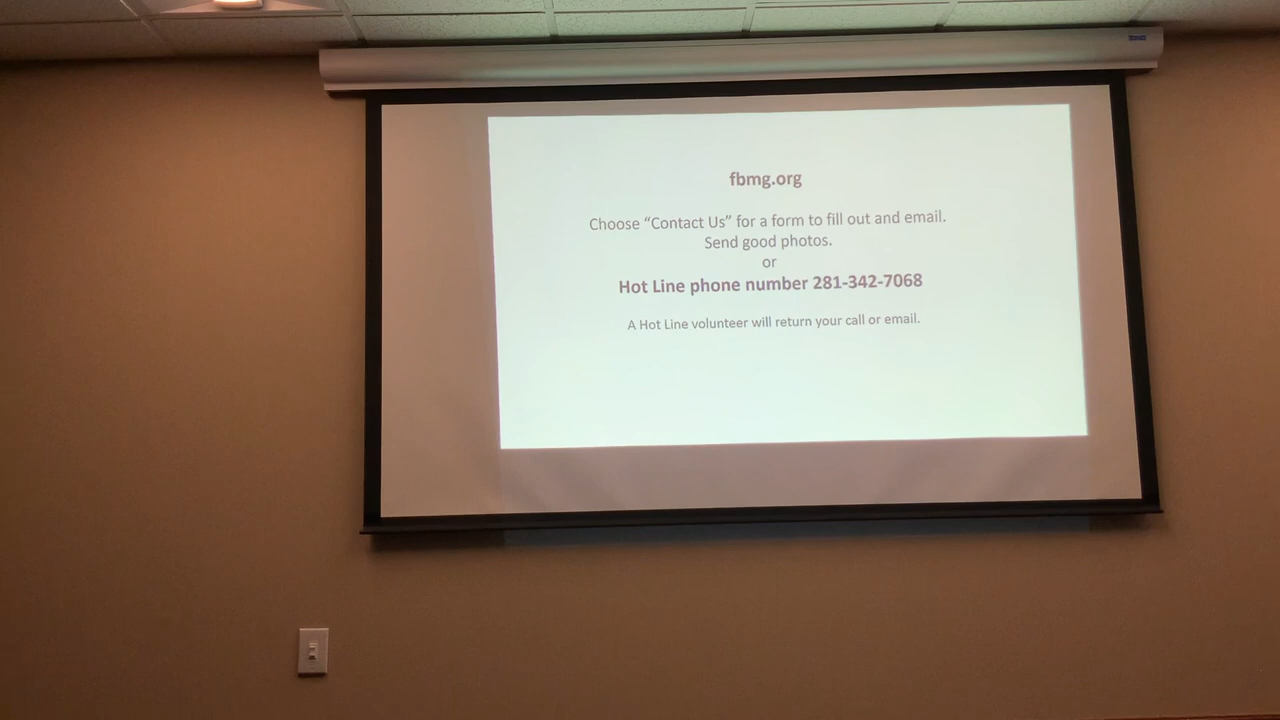 fbmg.org
Choose “Contact Us” for a form to fill out and email.
Send good photos.
or
Hot Line phone number 281-342-7068
A Hot Line volunteer will return your call or email.